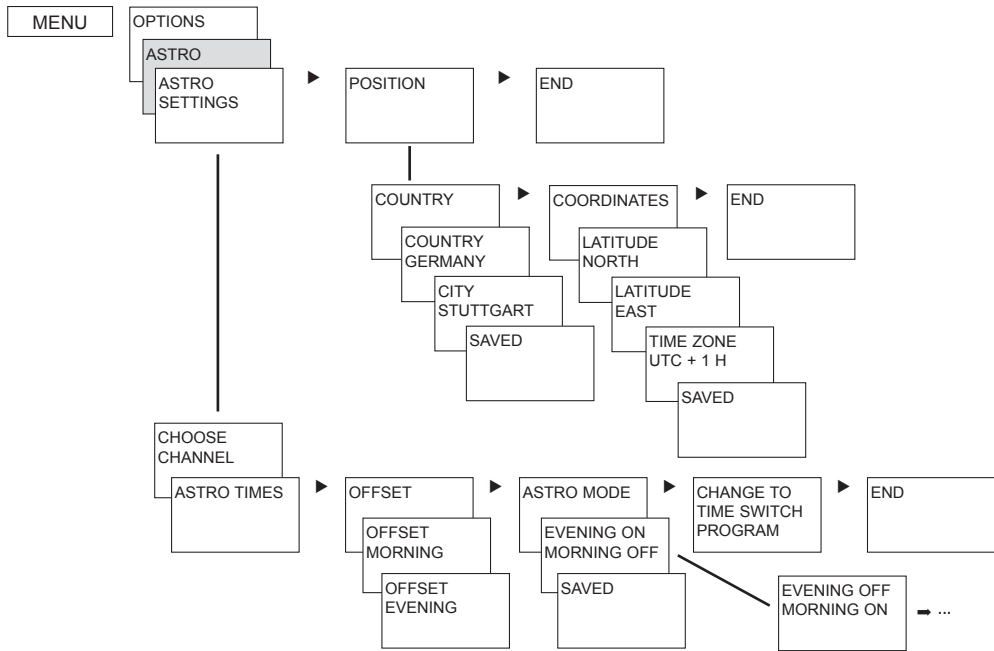 MENU
OPTIONS
ASTRO
ASTRO
SETTINGS
POSITION
END
COUNTRY
COUNTRY
GERMANY
CITY
STUTTGART
SAVED
COORDINATES
LATITUDE
NORTH
LATITUDE
EAST
TIME ZONE
UTC + 1 H
SAVED
END
CHOOSE
CHANNEL
ASTRO TIMES
OFFSET
OFFSET
MORNING
OFFSET
EVENING
ASTRO MODE
EVENING ON
MORNING OFF
SAVED
CHANGE TO
TIME SWITCH
PROGRAM
END
EVENING OFF
MORNING ON
➡ ...